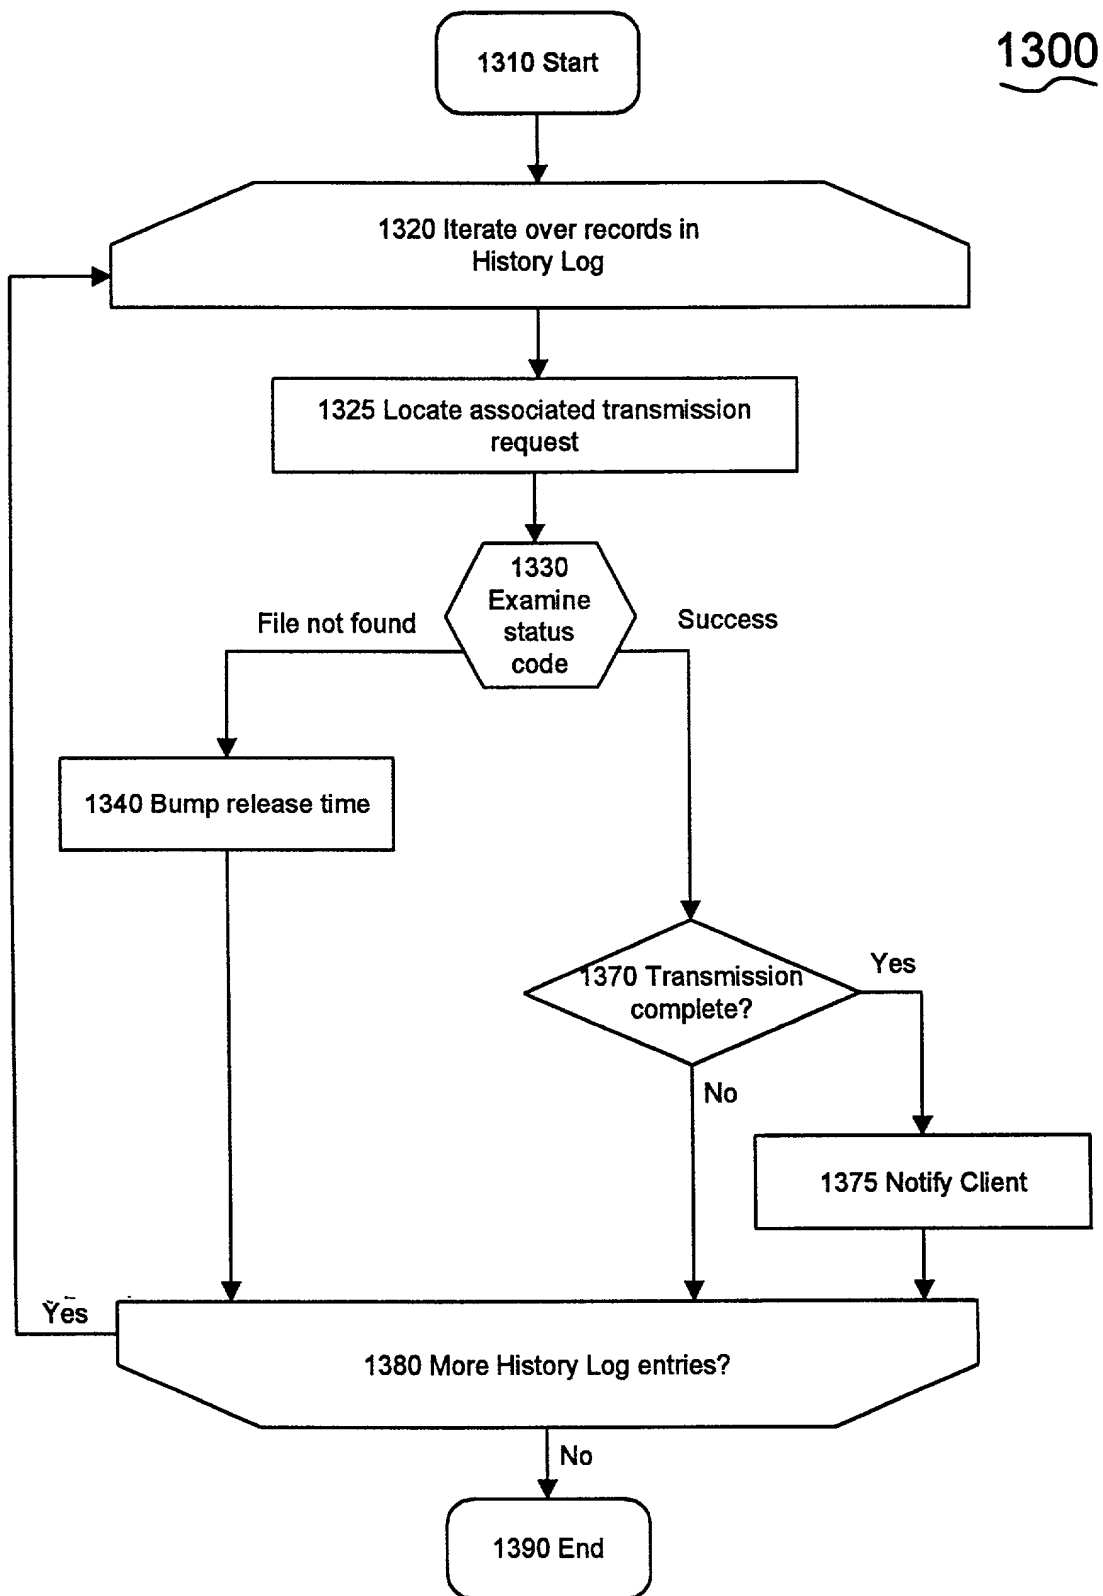 1310 Start
1300
1320 Iterate over records in
History Log
1325 Locate associated transmission
request
1330
Examine
status
code
File not found
Success
1340 Bump release time
1370 Transmission
complete?
Yes
No
1375 Notify Client
Yes
1380 More History Log entries?
No
1390 End